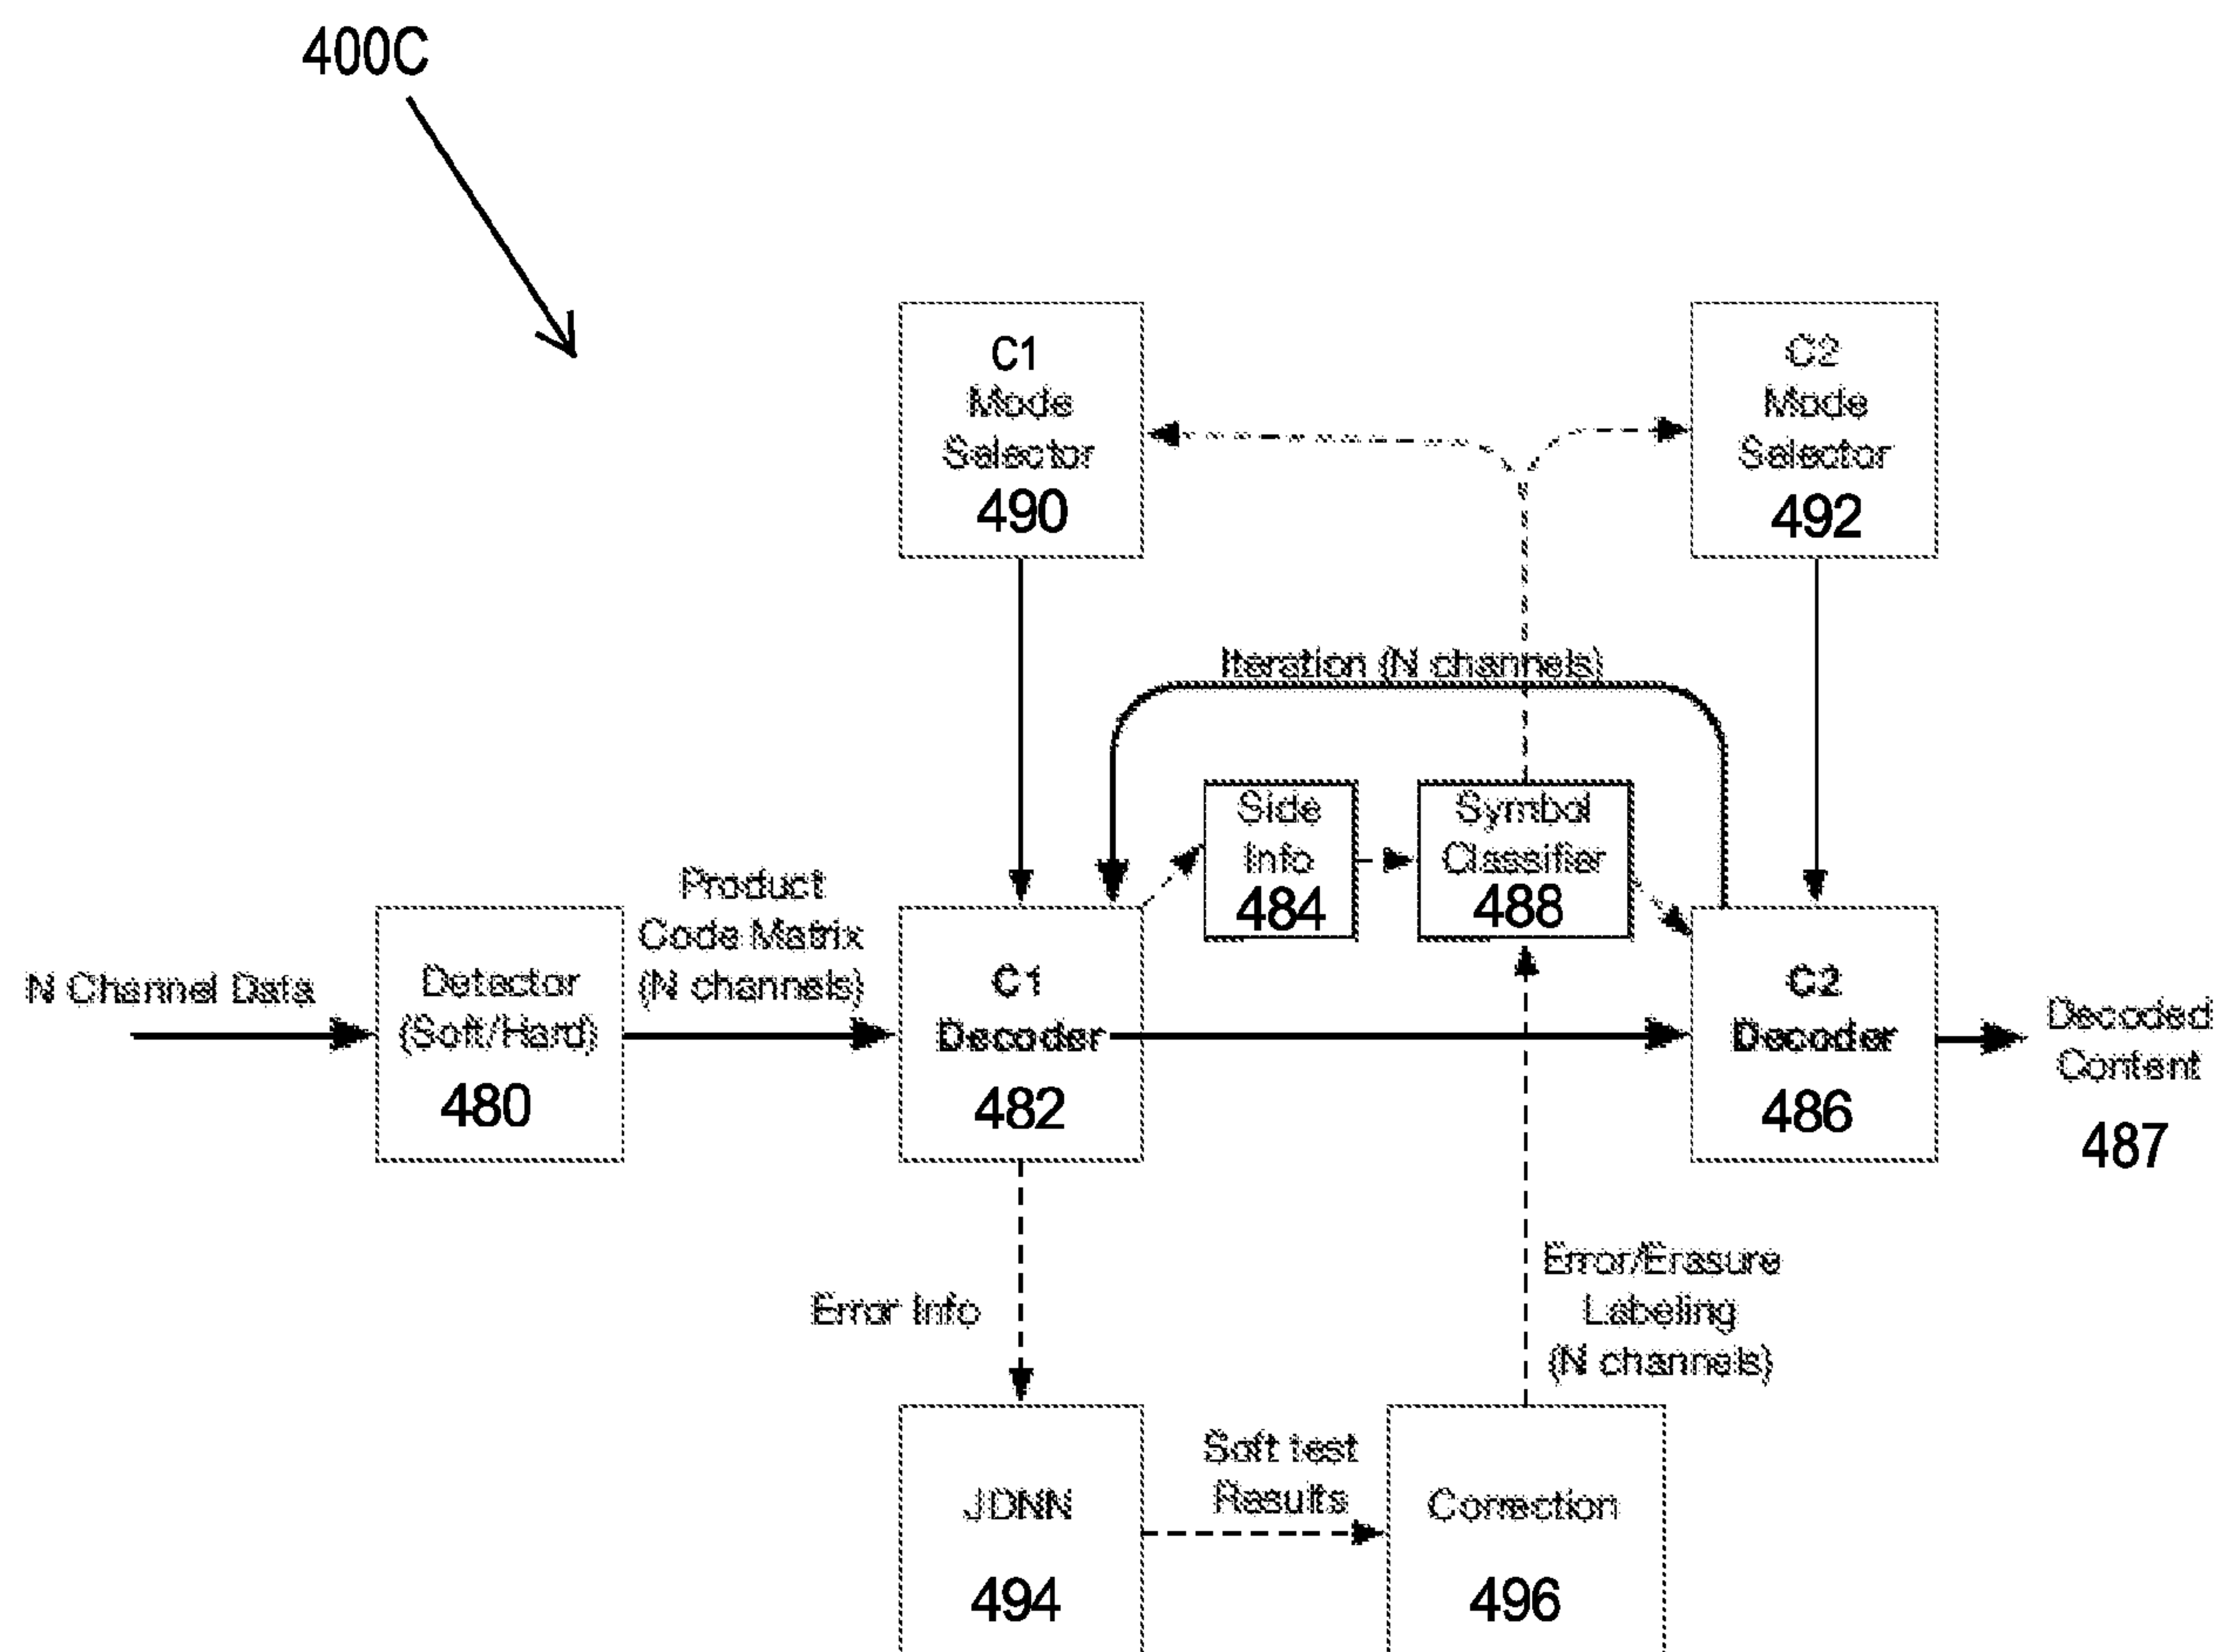 400C
C1
Mode
Selector
490
C2
Mode
Selector
492
Iteration (N channels)
Side
Info
484
Symbol
Classifier
488
Product
Code Matrix
(N channels)
N Channel Data
Detector
(Soft/Hard)
480
C1
Decoder
482
C2
Decoder
486
Decoded
Content
487
Error Info
Error/Erasure
Labeling
(N channels)
JDNN
494
Soft test
Results
Correction
496